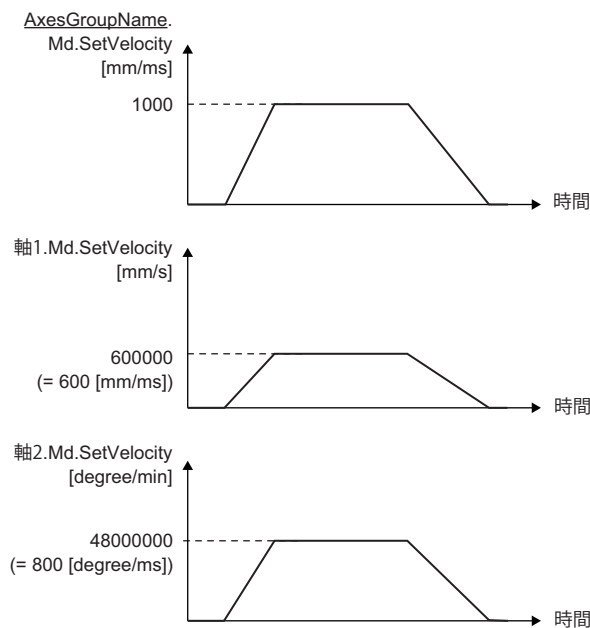 AxesGroupName.
Md.SetVelocity
[mm/ms]
1000
時間
軸1.Md.SetVelocity
[mm/s]
600000
(= 600 [mm/ms])
時間
軸2.Md.SetVelocity
[degree/min]
48000000
(= 800 [degree/ms])
時間